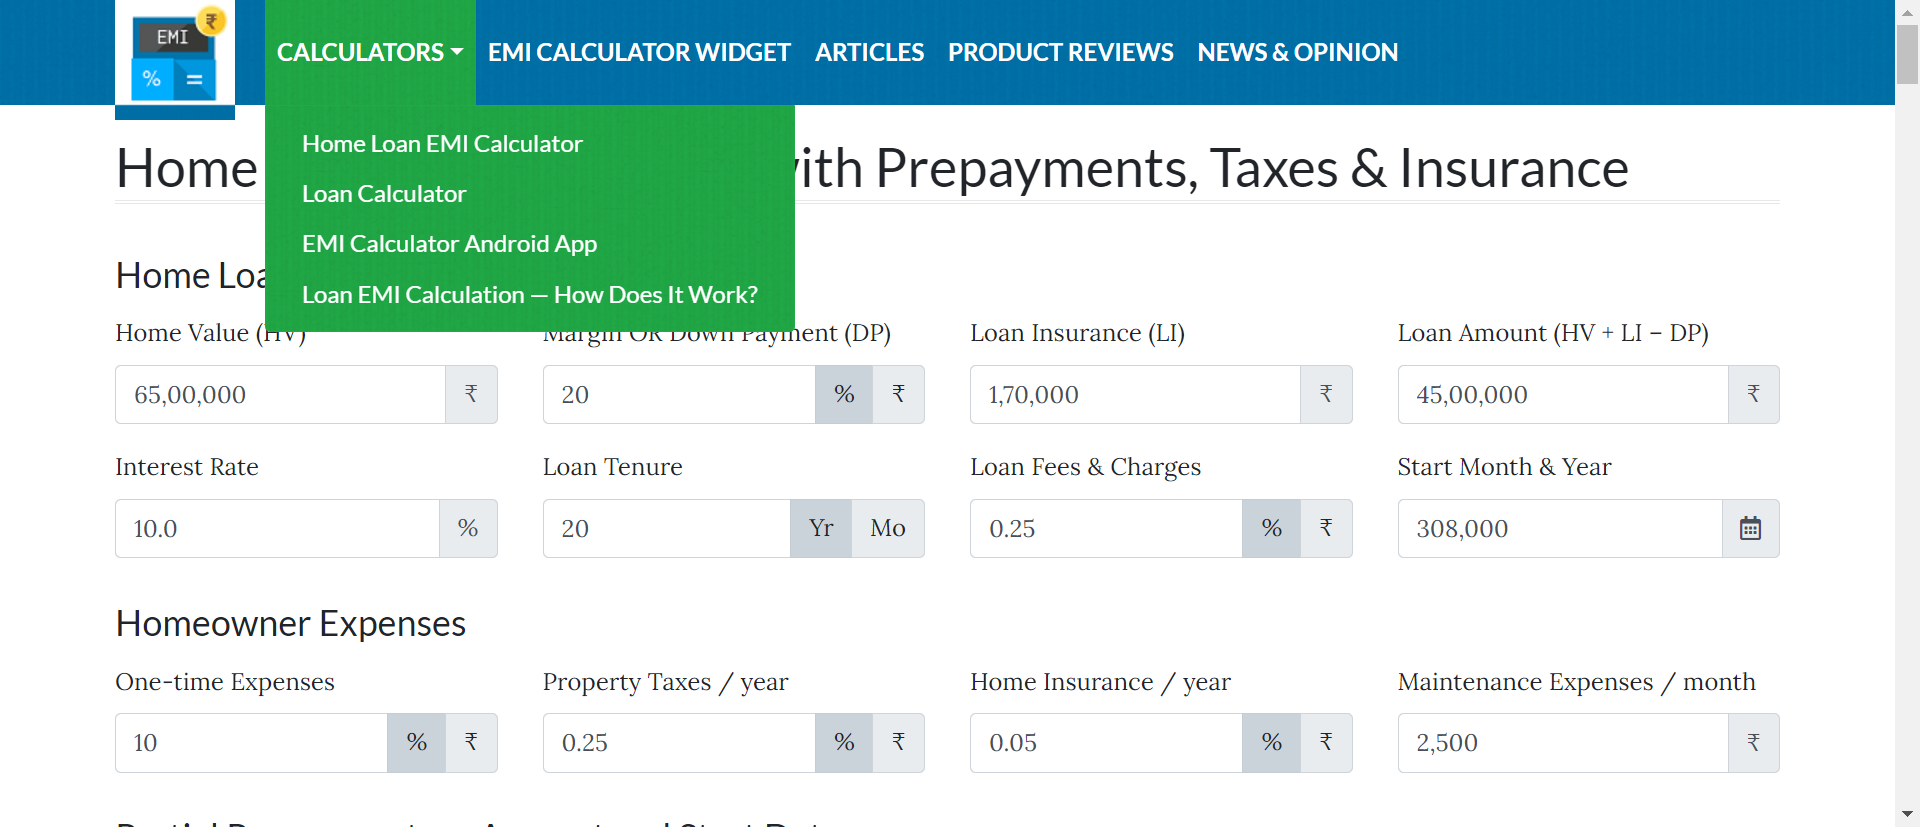 EMI
₹
%
=
CALCULATORS
EMI CALCULATOR WIDGET
ARTICLES
PRODUCT REVIEWS
NEWS & OPINION
Home Loan EMI Calculator
Loan Calculator
EMI Calculator Android App
Loan EMI Calculation — How Does It Work?
Home with Prepayments, Taxes & Insurance
Home Loa
Home Value (HV)
Margin OR Down Payment (DP)
Loan Insurance (LI)
Loan Amount (HV + LI – DP)
65,00,000 ₹
20 % ₹
1,70,000 ₹
45,00,000 ₹
Interest Rate
Loan Tenure
Loan Fees & Charges
Start Month & Year
10.0 %
20 Yr Mo
0.25 % ₹
308,000
Homeowner Expenses
One-time Expenses
Property Taxes / year
Home Insurance / year
Maintenance Expenses / month
10 % ₹
0.25 % ₹
0.05 % ₹
2,500 ₹